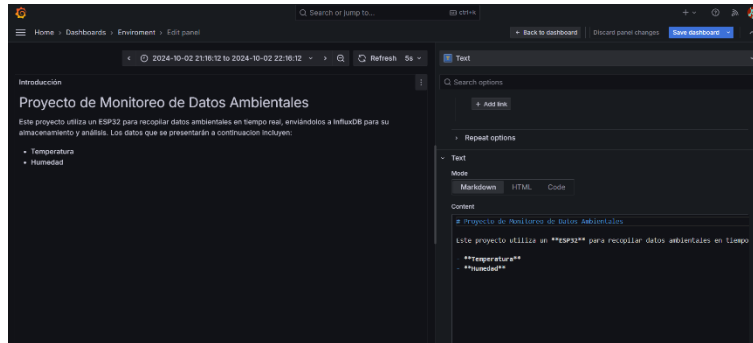 Search or jump to...
ctrl+k
Home > Dashboards > Enviroment > Edit panel
Back to dashboard
Discard panel changes
Save dashboard
2024-10-02 21:16:12 to 2024-10-02 22:16:12
Refresh 5s
Text
Introducción
Search options
Proyecto de Monitoreo de Datos Ambientales
+ Add link
Este proyecto utiliza un ESP32 para recopilar datos ambientales en tiempo real, enviándolos a InfluxDB para su
almacenamiento y análisis. Los datos que se presentarán a continuacion incluyen:
Repeat options
• Temperatura
• Humedad
Text
Mode
Markdown HTML Code
Content
# Proyecto de Monitoreo de Datos Ambientales
Este proyecto utiliza un **ESP32** para recopilar datos ambientales en tiempo
- **Temperatura**
- **Humedad**